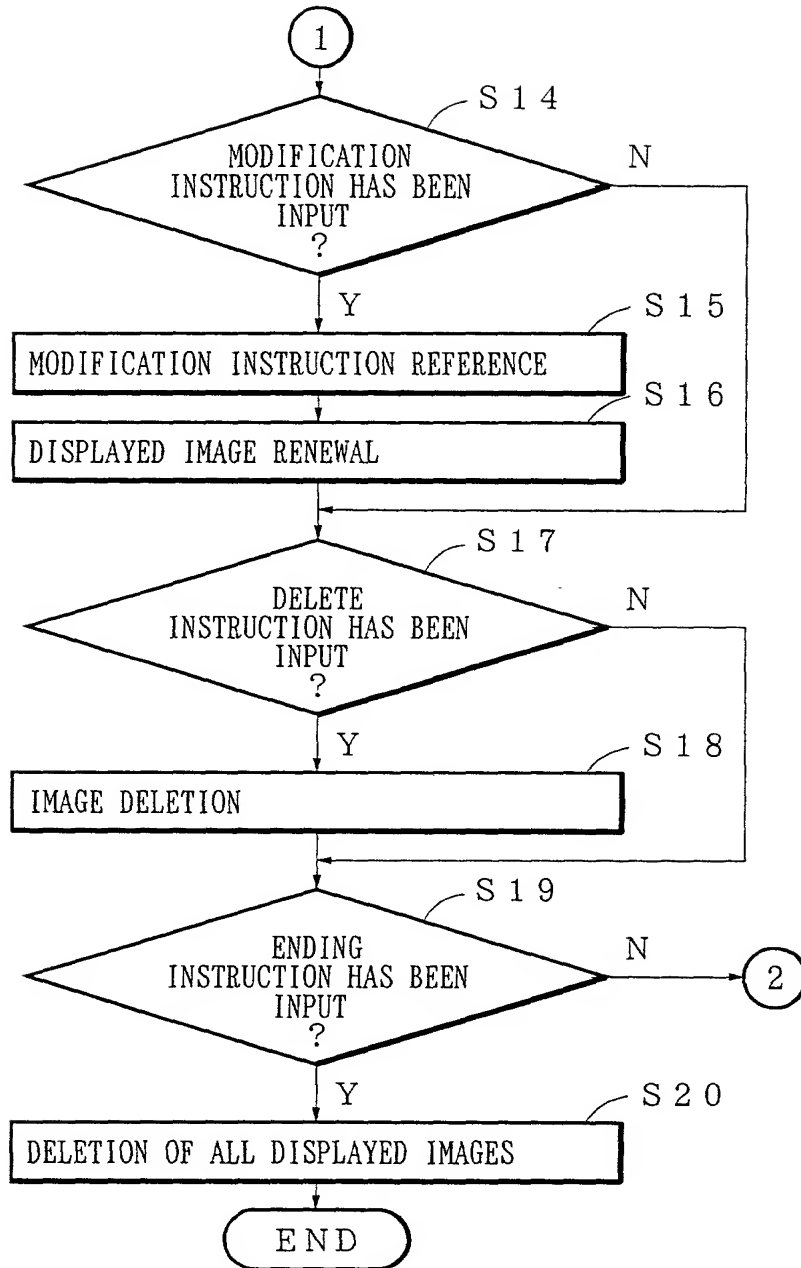 1
S14
MODIFICATION
INSTRUCTION HAS BEEN
INPUT
?
N
Y
S15
MODIFICATION INSTRUCTION REFERENCE
S16
DISPLAYED IMAGE RENEWAL
S17
DELETE
INSTRUCTION HAS BEEN
INPUT
?
N
Y
S18
IMAGE DELETION
S19
ENDING
INSTRUCTION HAS BEEN
INPUT
?
N
2
Y
S20
DELETION OF ALL DISPLAYED IMAGES
END